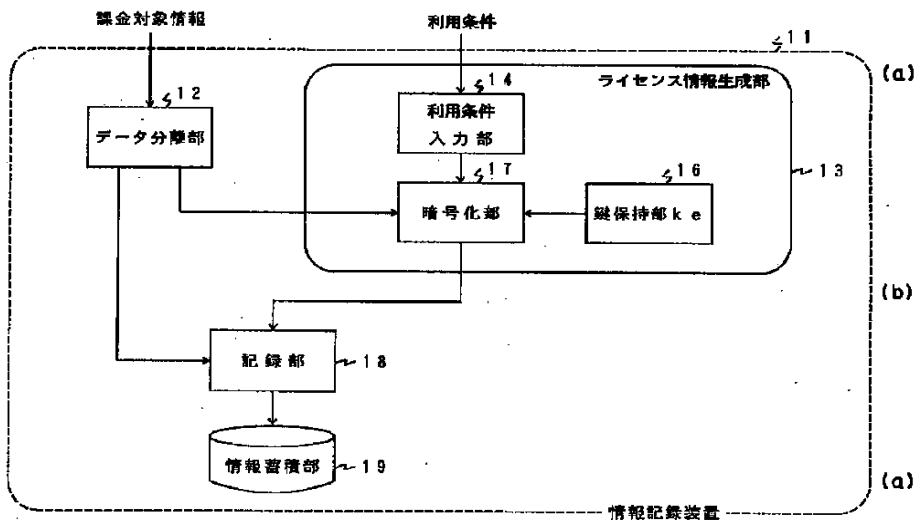 課金対象情報
利用条件
11
(a)
ライセンス情報生成部
12
14
データ分離部
利用条件
入力部
17
16
13
暗号化部
鍵保持部ke
(b)
記録部
18
情報蓄積部
19
(a)
情報記録装置